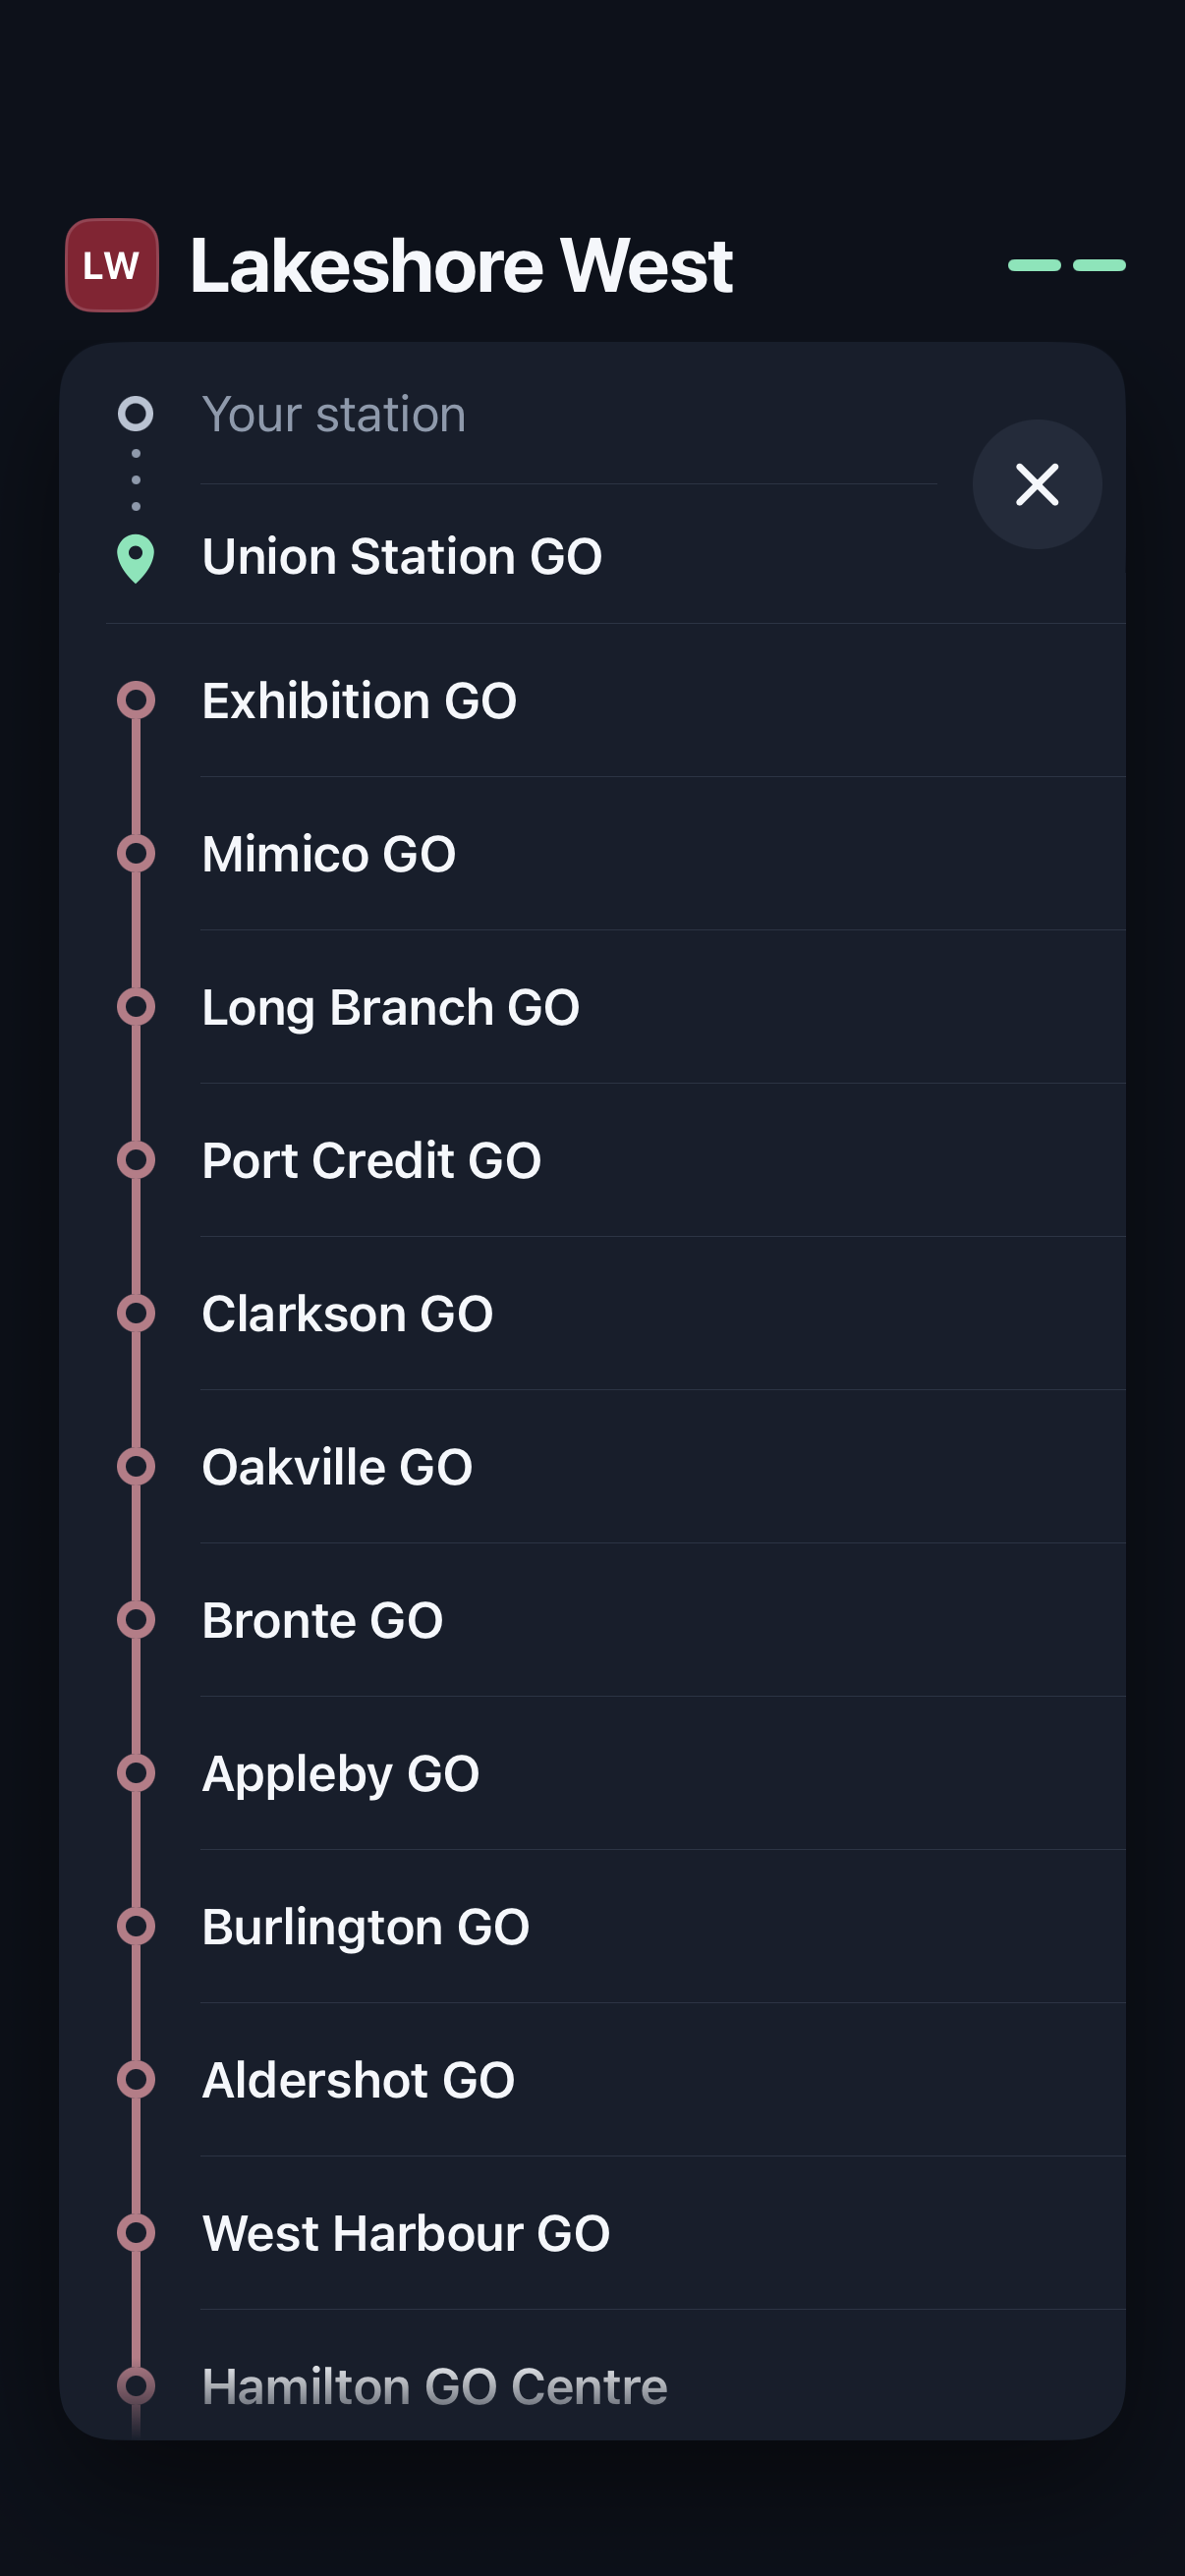 LW Lakeshore West
Your station
Union Station GO
Exhibition GO
Mimico GO
Long Branch GO
Port Credit GO
Clarkson GO
Oakville GO
Bronte GO
Appleby GO
Burlington GO
Aldershot GO
West Harbour GO
Hamilton GO Centre